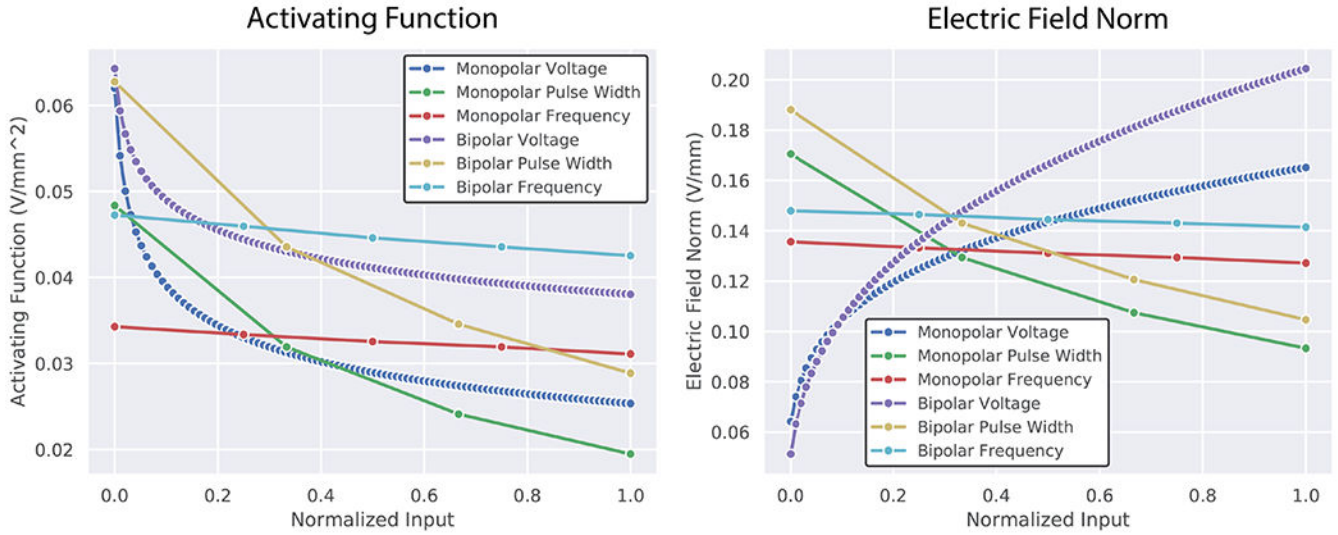 Activating Function
Activating Function (V/mm^2)
0.06
0.05
0.04
0.03
0.02
Monopolar Voltage
Monopolar Pulse Width
Monopolar Frequency
Bipolar Voltage
Bipolar Pulse Width
Bipolar Frequency
0.0 0.2 0.4 0.6 0.8 1.0
Normalized Input
Electric Field Norm
Electric Field Norm (V/mm)
0.20
0.18
0.16
0.14
0.12
0.10
0.08
0.06
Monopolar Voltage
Monopolar Pulse Width
Monopolar Frequency
Bipolar Voltage
Bipolar Pulse Width
Bipolar Frequency
0.0 0.2 0.4 0.6 0.8 1.0
Normalized Input